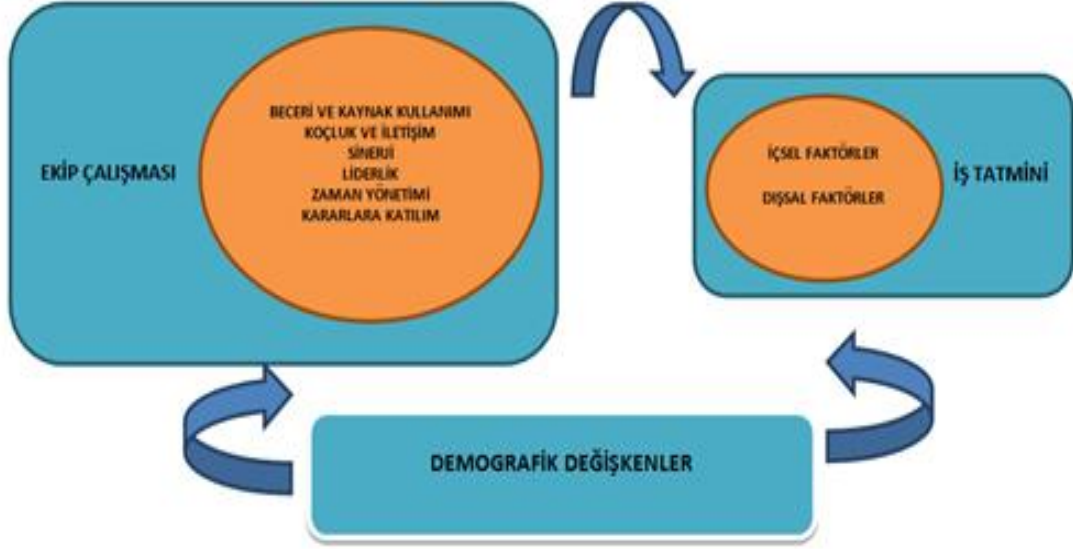 EKİP ÇALIŞMASI
BECERİ VE KAYNAK KULLANIMI
KOÇLUK VE İLETİŞİM
SİNERJİ
LİDERLİK
ZAMAN YÖNETİMİ
KARARLARA KATILIM
İÇSEL FAKTÖRLER
DIŞSAL FAKTÖRLER
İŞ TATMİNİ
DEMOGRAFİK DEĞİŞKENLER